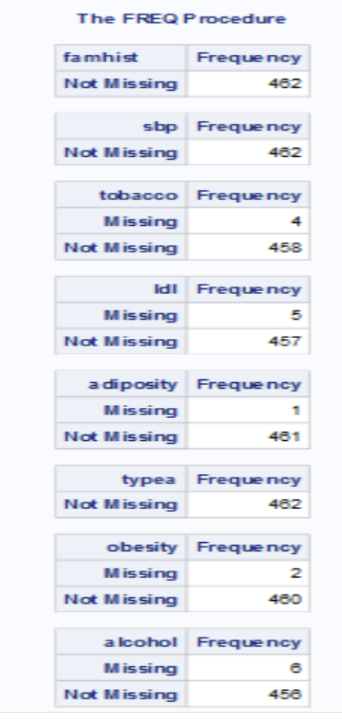 The FREQ Procedure
famhist Frequency
Not Missing 462
sbp Frequency
Not Missing 462
tobacco Frequency
Missing 4
Not Missing 458
ldl Frequency
Missing 5
Not Missing 457
adiposity Frequency
Missing 1
Not Missing 461
typea Frequency
Not Missing 462
obesity Frequency
Missing 2
Not Missing 460
alcohol Frequency
Missing 6
Not Missing 456